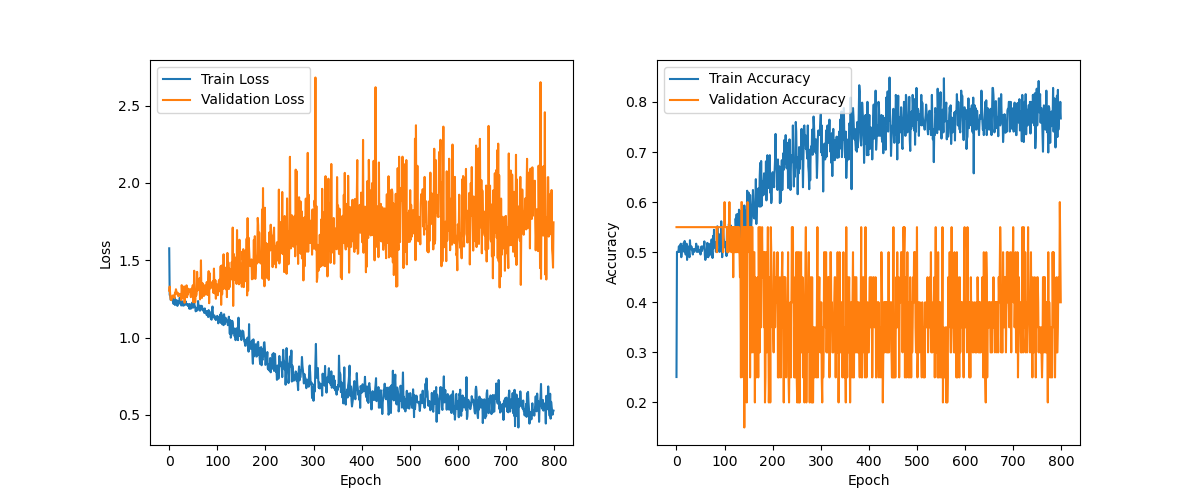 Train Loss
Validation Loss
2.5
2.0
1.5
1.0
0.5
Loss
0 100 200 300 400 500 600 700 800
Epoch
Train Accuracy
Validation Accuracy
0.8
0.7
0.6
0.5
0.4
0.3
0.2
Accuracy
0 100 200 300 400 500 600 700 800
Epoch